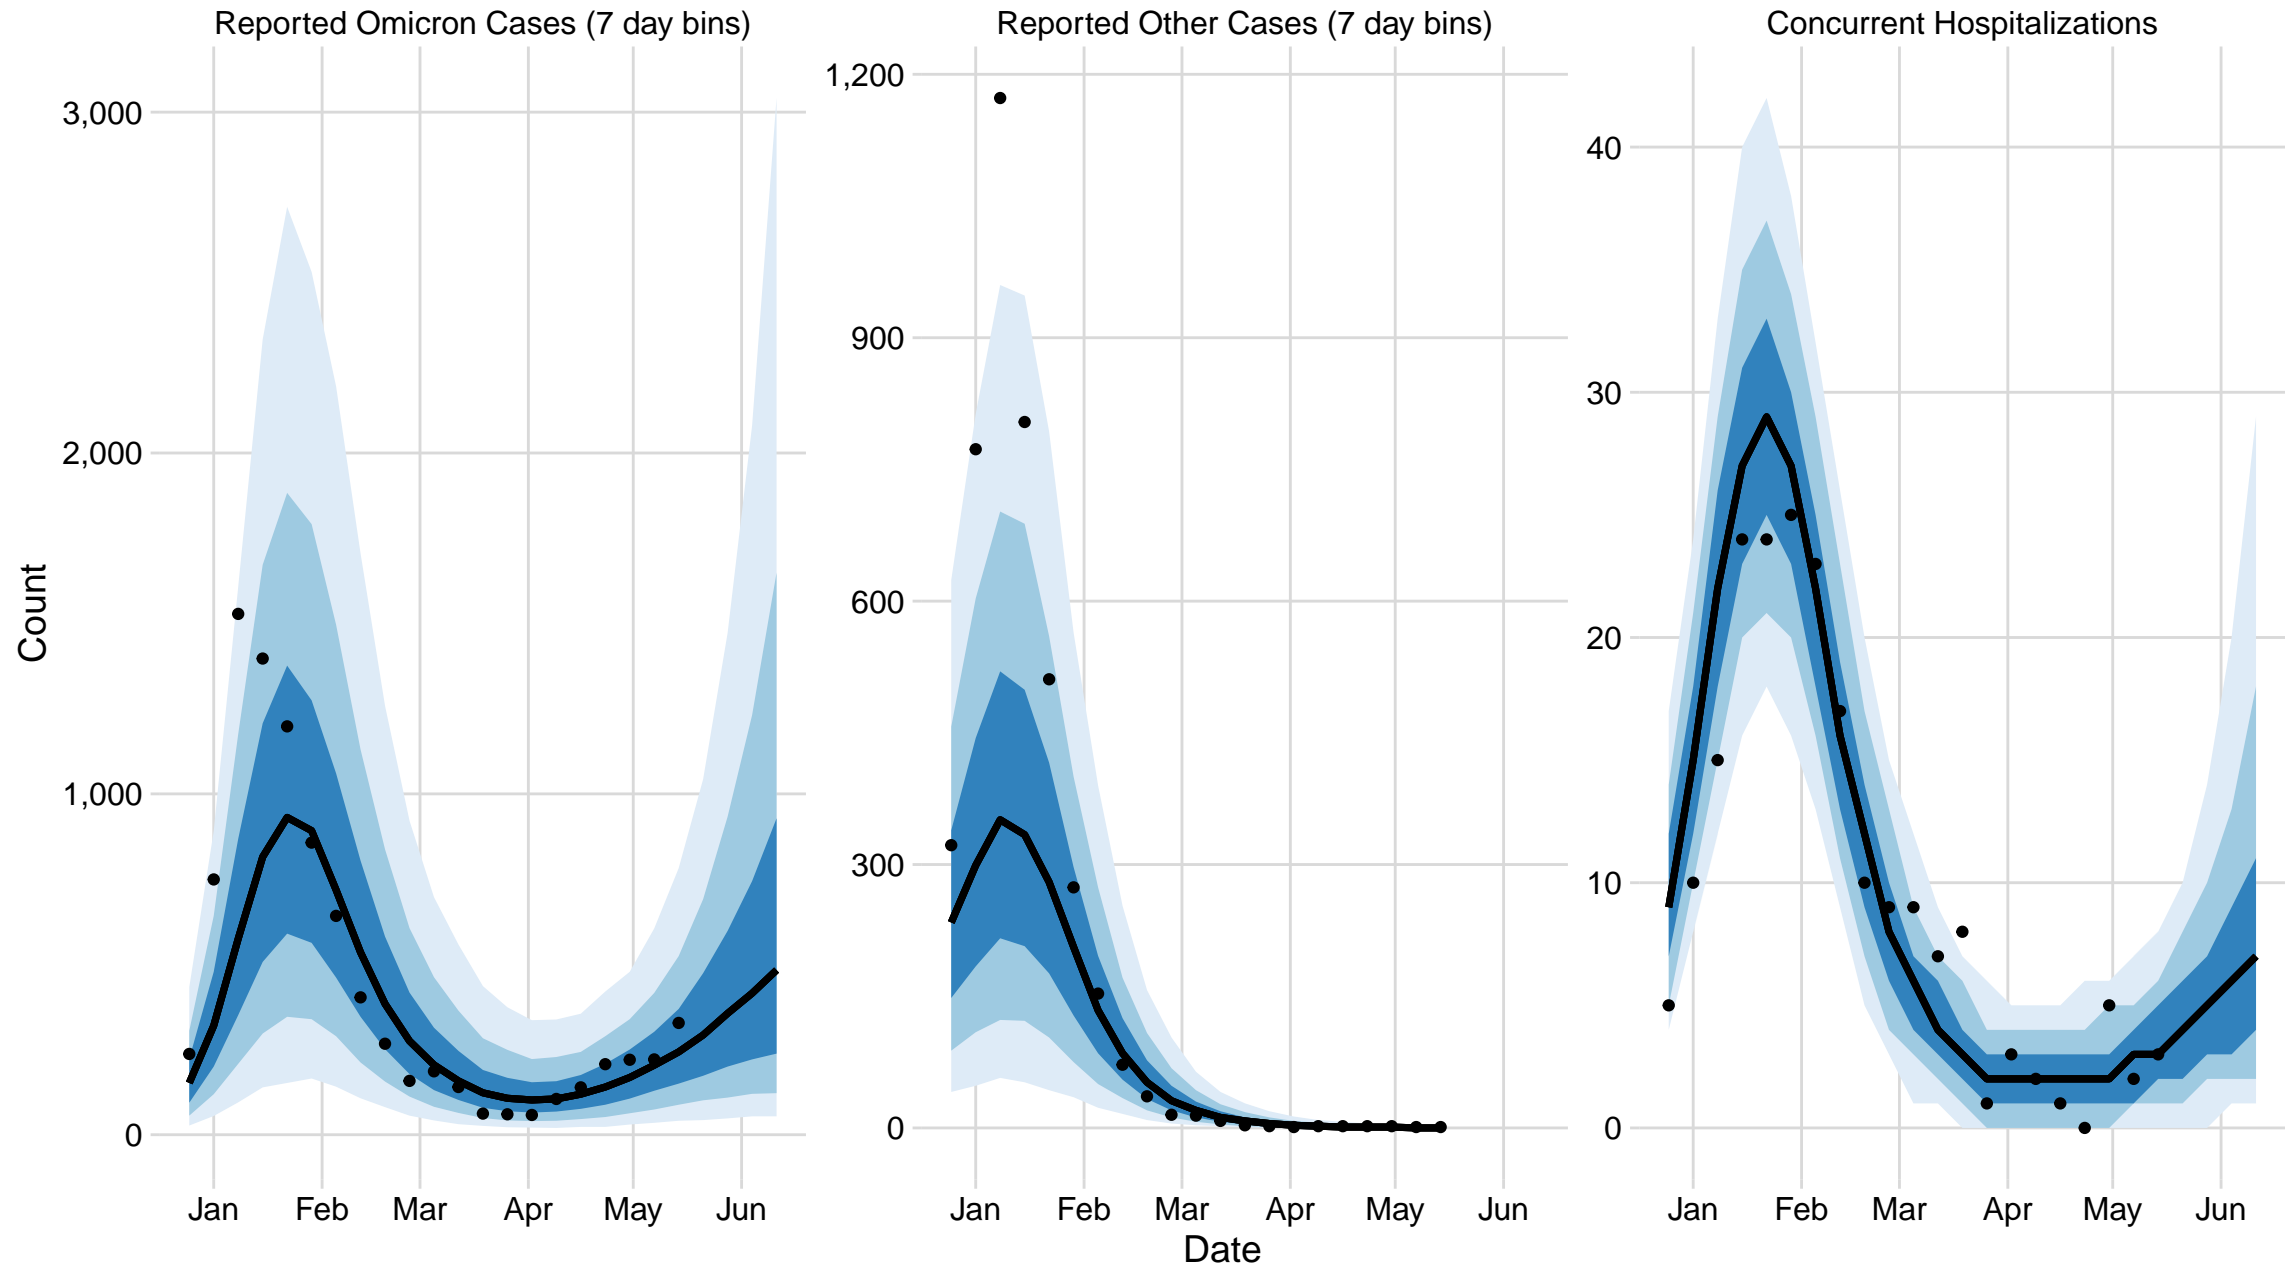 Reported Omicron Cases (7 day bins)
Reported Other Cases (7 day bins)
Concurrent Hospitalizations
Count
3,000
2,000
1,000
0
1,200
900
600
300
0
40
30
20
10
0
Jan Feb Mar Apr May Jun
Jan Feb Mar Apr May Jun
Jan Feb Mar Apr May Jun
Date